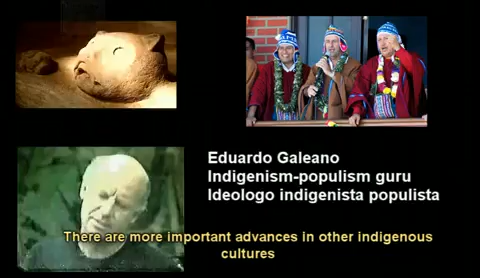 Eduardo Galeano
Indigenism-populism guru
Ideologo indigenista populista
There are more important advances in other indigenous
cultures